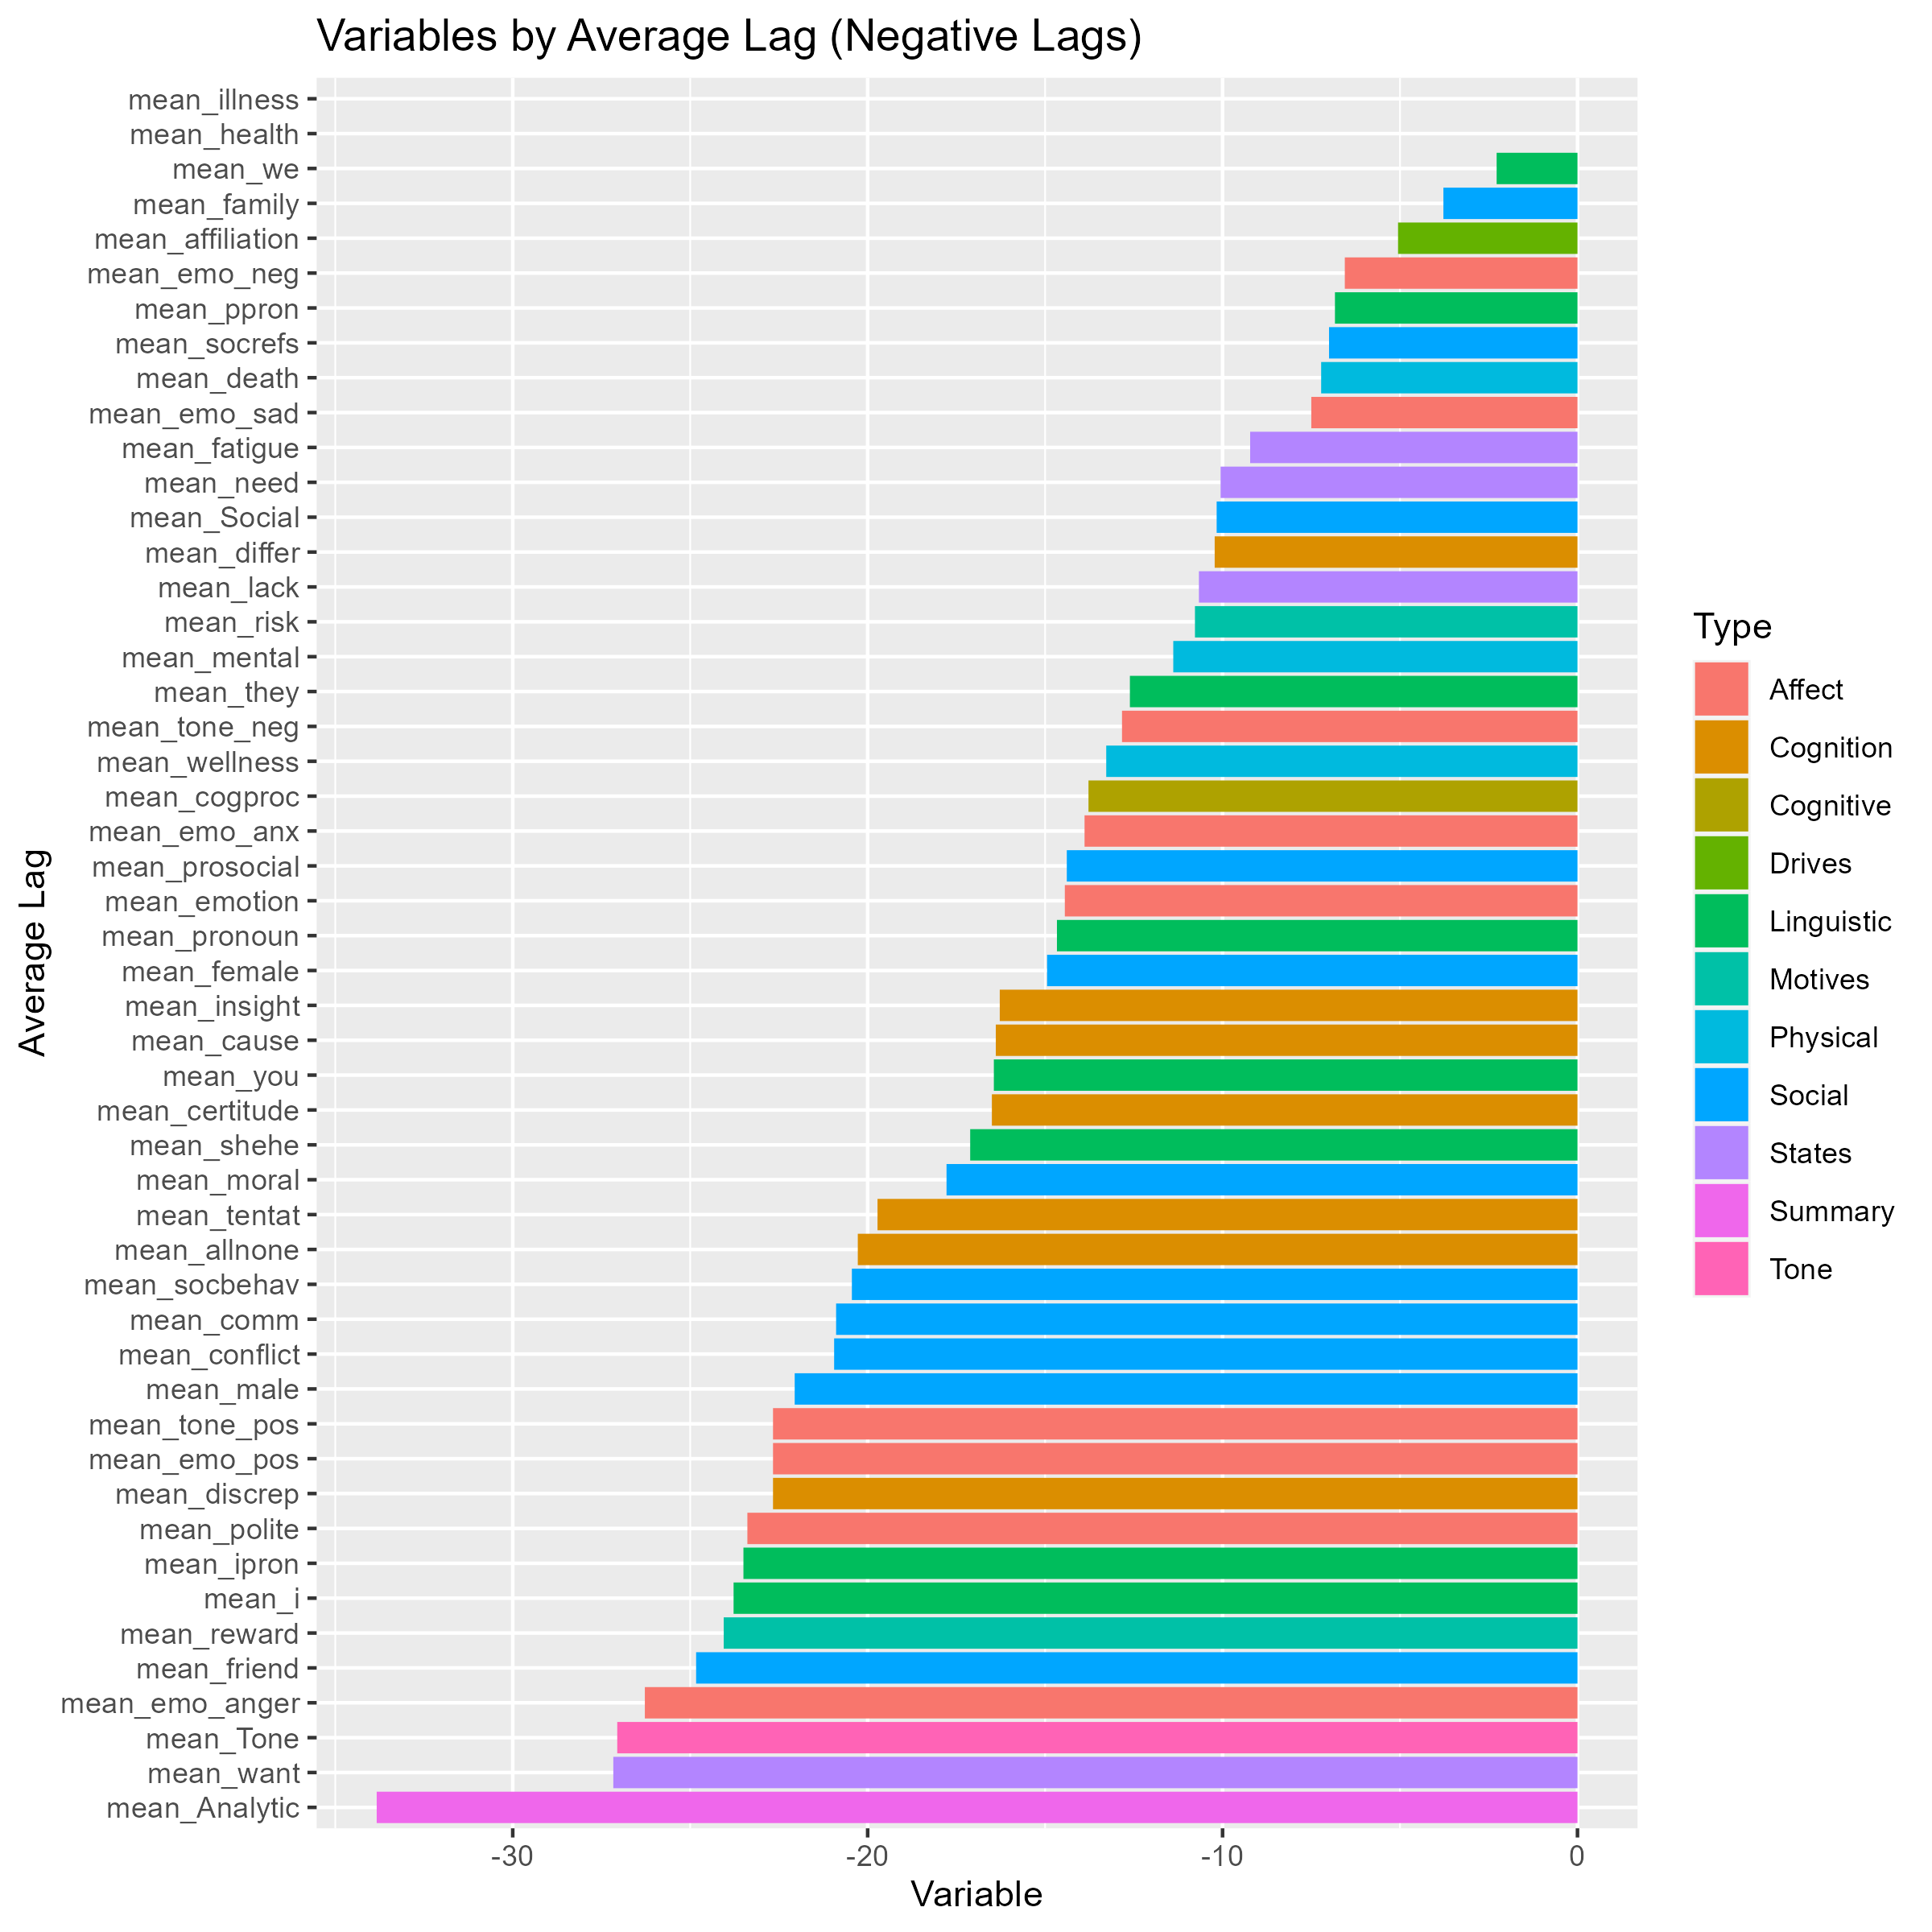 Variables by Average Lag (Negative Lags)
mean_illness
mean_health
mean_we
mean_family
mean_affiliation
mean_emo_neg
mean_ppron
mean_socrefs
mean_death
mean_emo_sad
mean_fatigue
mean_need
mean_Social
mean_differ
mean_lack
mean_risk
mean_mental
mean_they
mean_tone_neg
mean_wellness
mean_cogproc
mean_emo_anx
mean_prosocial
mean_emotion
mean_pronoun
mean_female
mean_insight
mean_cause
mean_you
mean_certitude
mean_shehe
mean_moral
mean_tentat
mean_allnone
mean_socbehav
mean_comm
mean_conflict
mean_male
mean_tone_pos
mean_emo_pos
mean_discrep
mean_polite
mean_ipron
mean_i
mean_reward
mean_friend
mean_emo_anger
mean_Tone
mean_want
mean_Analytic
Average Lag
-30 -20 -10 0
Variable
Type
Affect
Cognition
Cognitive
Drives
Linguistic
Motives
Physical
Social
States
Summary
Tone